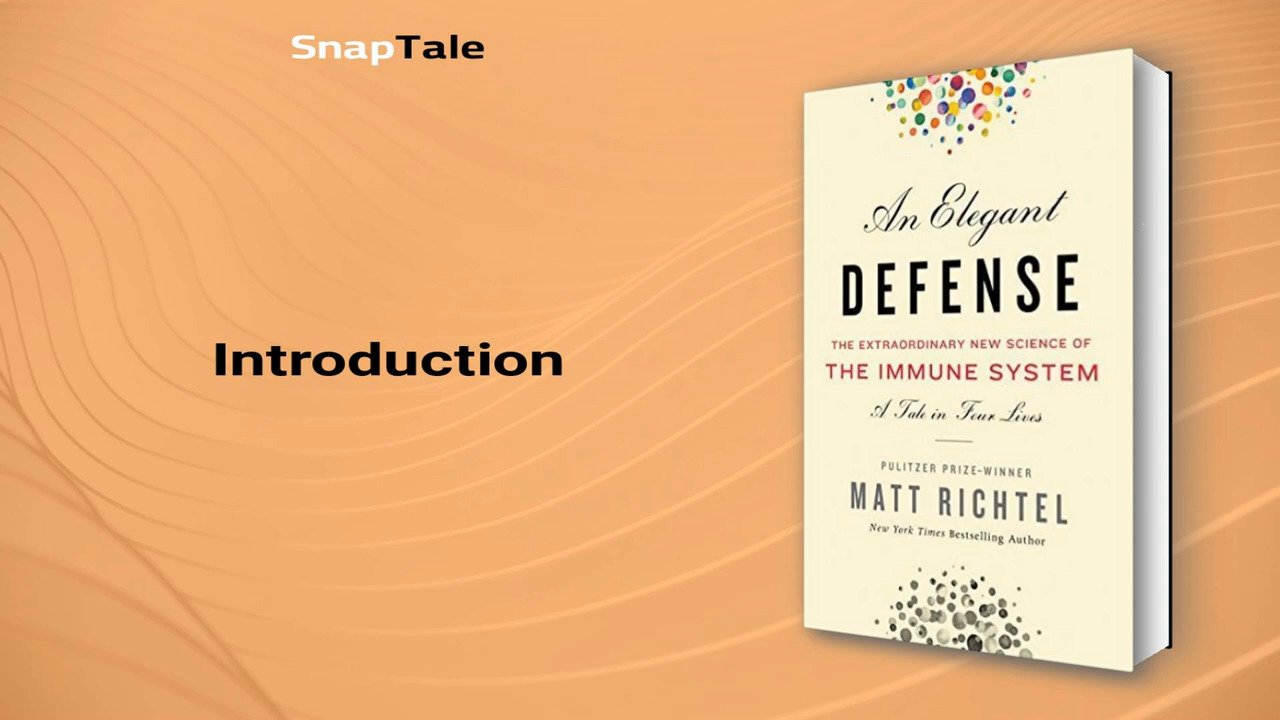 SnapTale
Introduction
An Elegant
DEFENSE
THE EXTRAORDINARY NEW SCIENCE OF
THE IMMUNE SYSTEM
A Tale in Four Lives
PULITZER PRIZE-WINNER
MATT RICHTEL
New York Times Bestselling Author